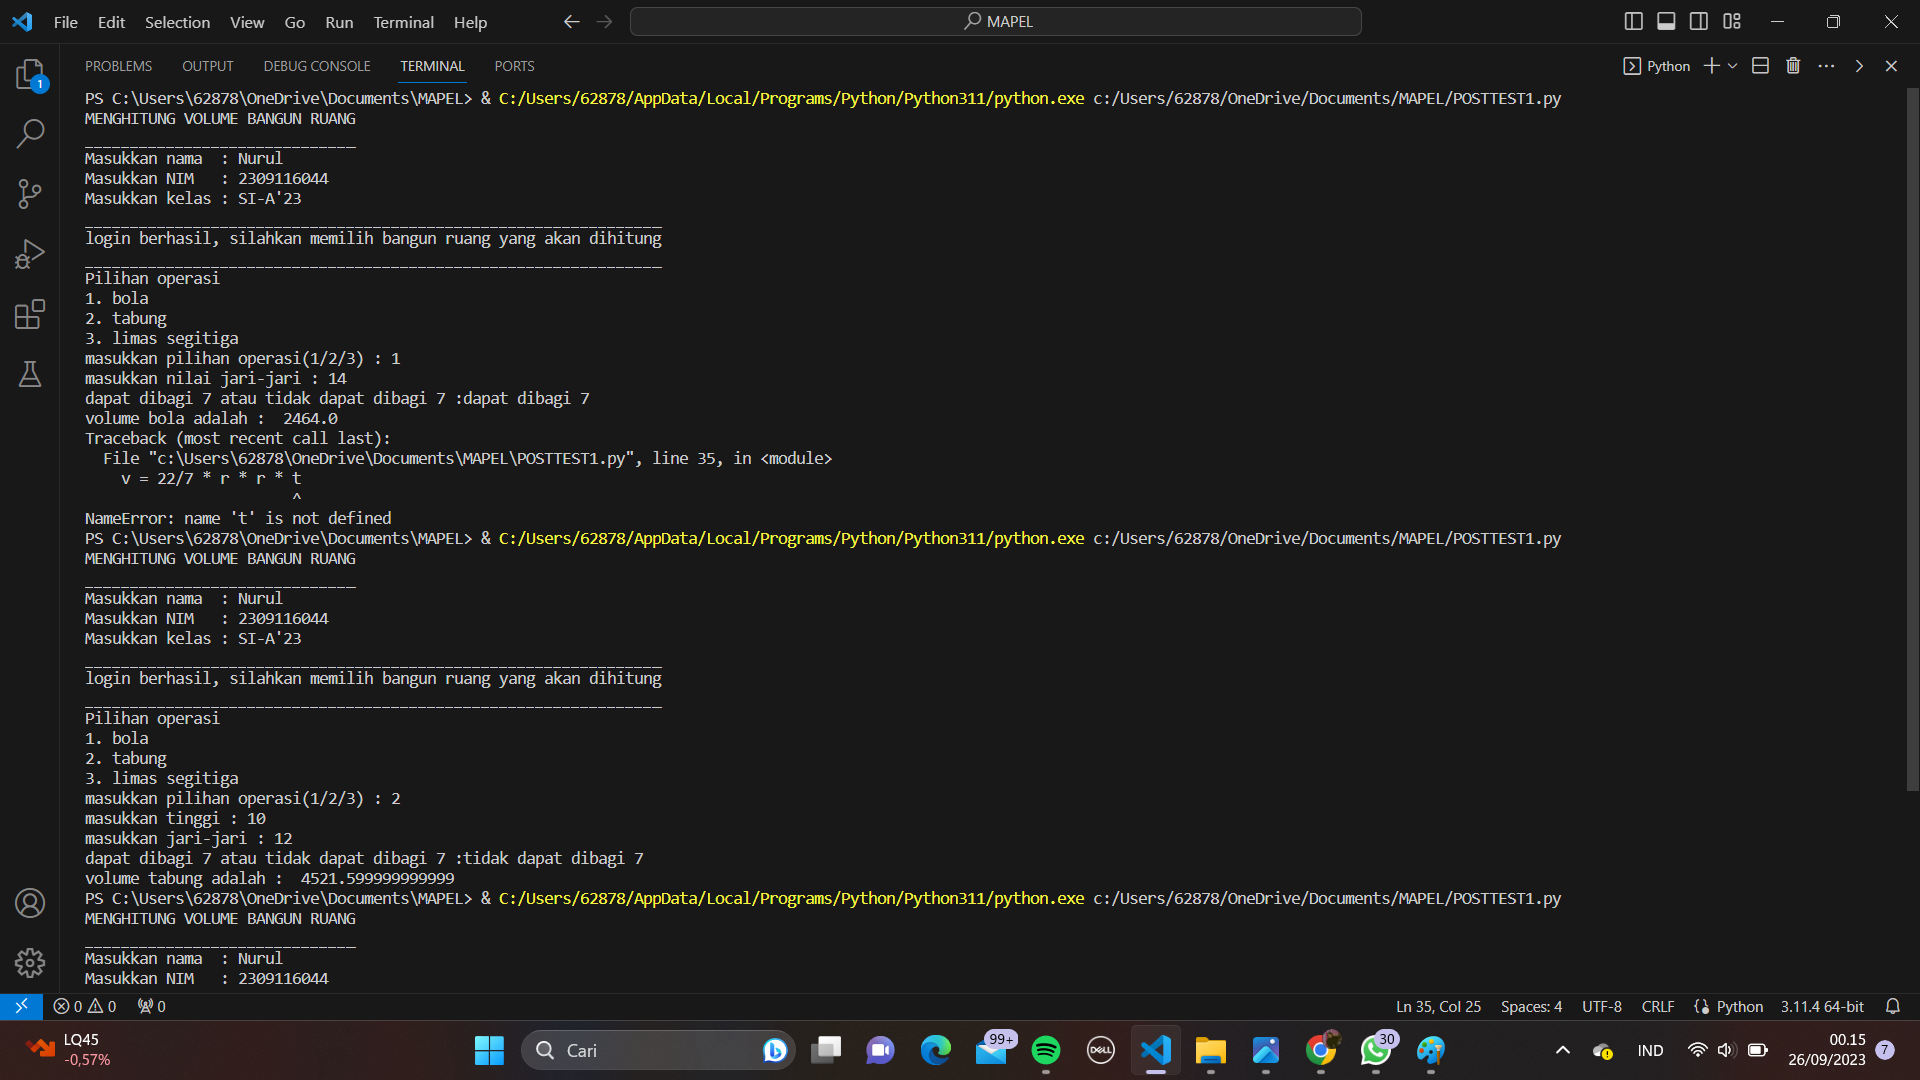 File Edit Selection View Go Run Terminal Help
MAPEL
1
PROBLEMS OUTPUT DEBUG CONSOLE TERMINAL PORTS
Python
PS C:\Users\62878\OneDrive\Documents\MAPEL> & C:/Users/62878/AppData/Local/Programs/Python/Python311/python.exe c:/Users/62878/OneDrive/Documents/MAPEL/POSTTEST1.py
MENGHITUNG VOLUME BANGUN RUANG
______________________________
Masukkan nama  : Nurul
Masukkan NIM   : 2309116044
Masukkan kelas : SI-A'23
________________________________________________________________
login berhasil, silahkan memilih bangun ruang yang akan dihitung
________________________________________________________________
Pilihan operasi
1. bola
2. tabung
3. limas segitiga
masukkan pilihan operasi(1/2/3) : 1
masukkan nilai jari-jari : 14
dapat dibagi 7 atau tidak dapat dibagi 7 :dapat dibagi 7
volume bola adalah :  2464.0
Traceback (most recent call last):
  File "c:\Users\62878\OneDrive\Documents\MAPEL\POSTTEST1.py", line 35, in <module>
    v = 22/7 * r * r * t
                       ^
NameError: name 't' is not defined
PS C:\Users\62878\OneDrive\Documents\MAPEL> & C:/Users/62878/AppData/Local/Programs/Python/Python311/python.exe c:/Users/62878/OneDrive/Documents/MAPEL/POSTTEST1.py
MENGHITUNG VOLUME BANGUN RUANG
______________________________
Masukkan nama  : Nurul
Masukkan NIM   : 2309116044
Masukkan kelas : SI-A'23
________________________________________________________________
login berhasil, silahkan memilih bangun ruang yang akan dihitung
________________________________________________________________
Pilihan operasi
1. bola
2. tabung
3. limas segitiga
masukkan pilihan operasi(1/2/3) : 2
masukkan tinggi : 10
masukkan jari-jari : 12
dapat dibagi 7 atau tidak dapat dibagi 7 :tidak dapat dibagi 7
volume tabung adalah :  4521.599999999999
PS C:\Users\62878\OneDrive\Documents\MAPEL> & C:/Users/62878/AppData/Local/Programs/Python/Python311/python.exe c:/Users/62878/OneDrive/Documents/MAPEL/POSTTEST1.py
MENGHITUNG VOLUME BANGUN RUANG
______________________________
Masukkan nama  : Nurul
Masukkan NIM   : 2309116044
0 0 0 Ln 35, Col 25 Spaces: 4 UTF-8 CRLF Python 3.11.4 64-bit
LQ45
-0,57%
Cari
99+
DELL
30
IND
00.15
26/09/2023
7